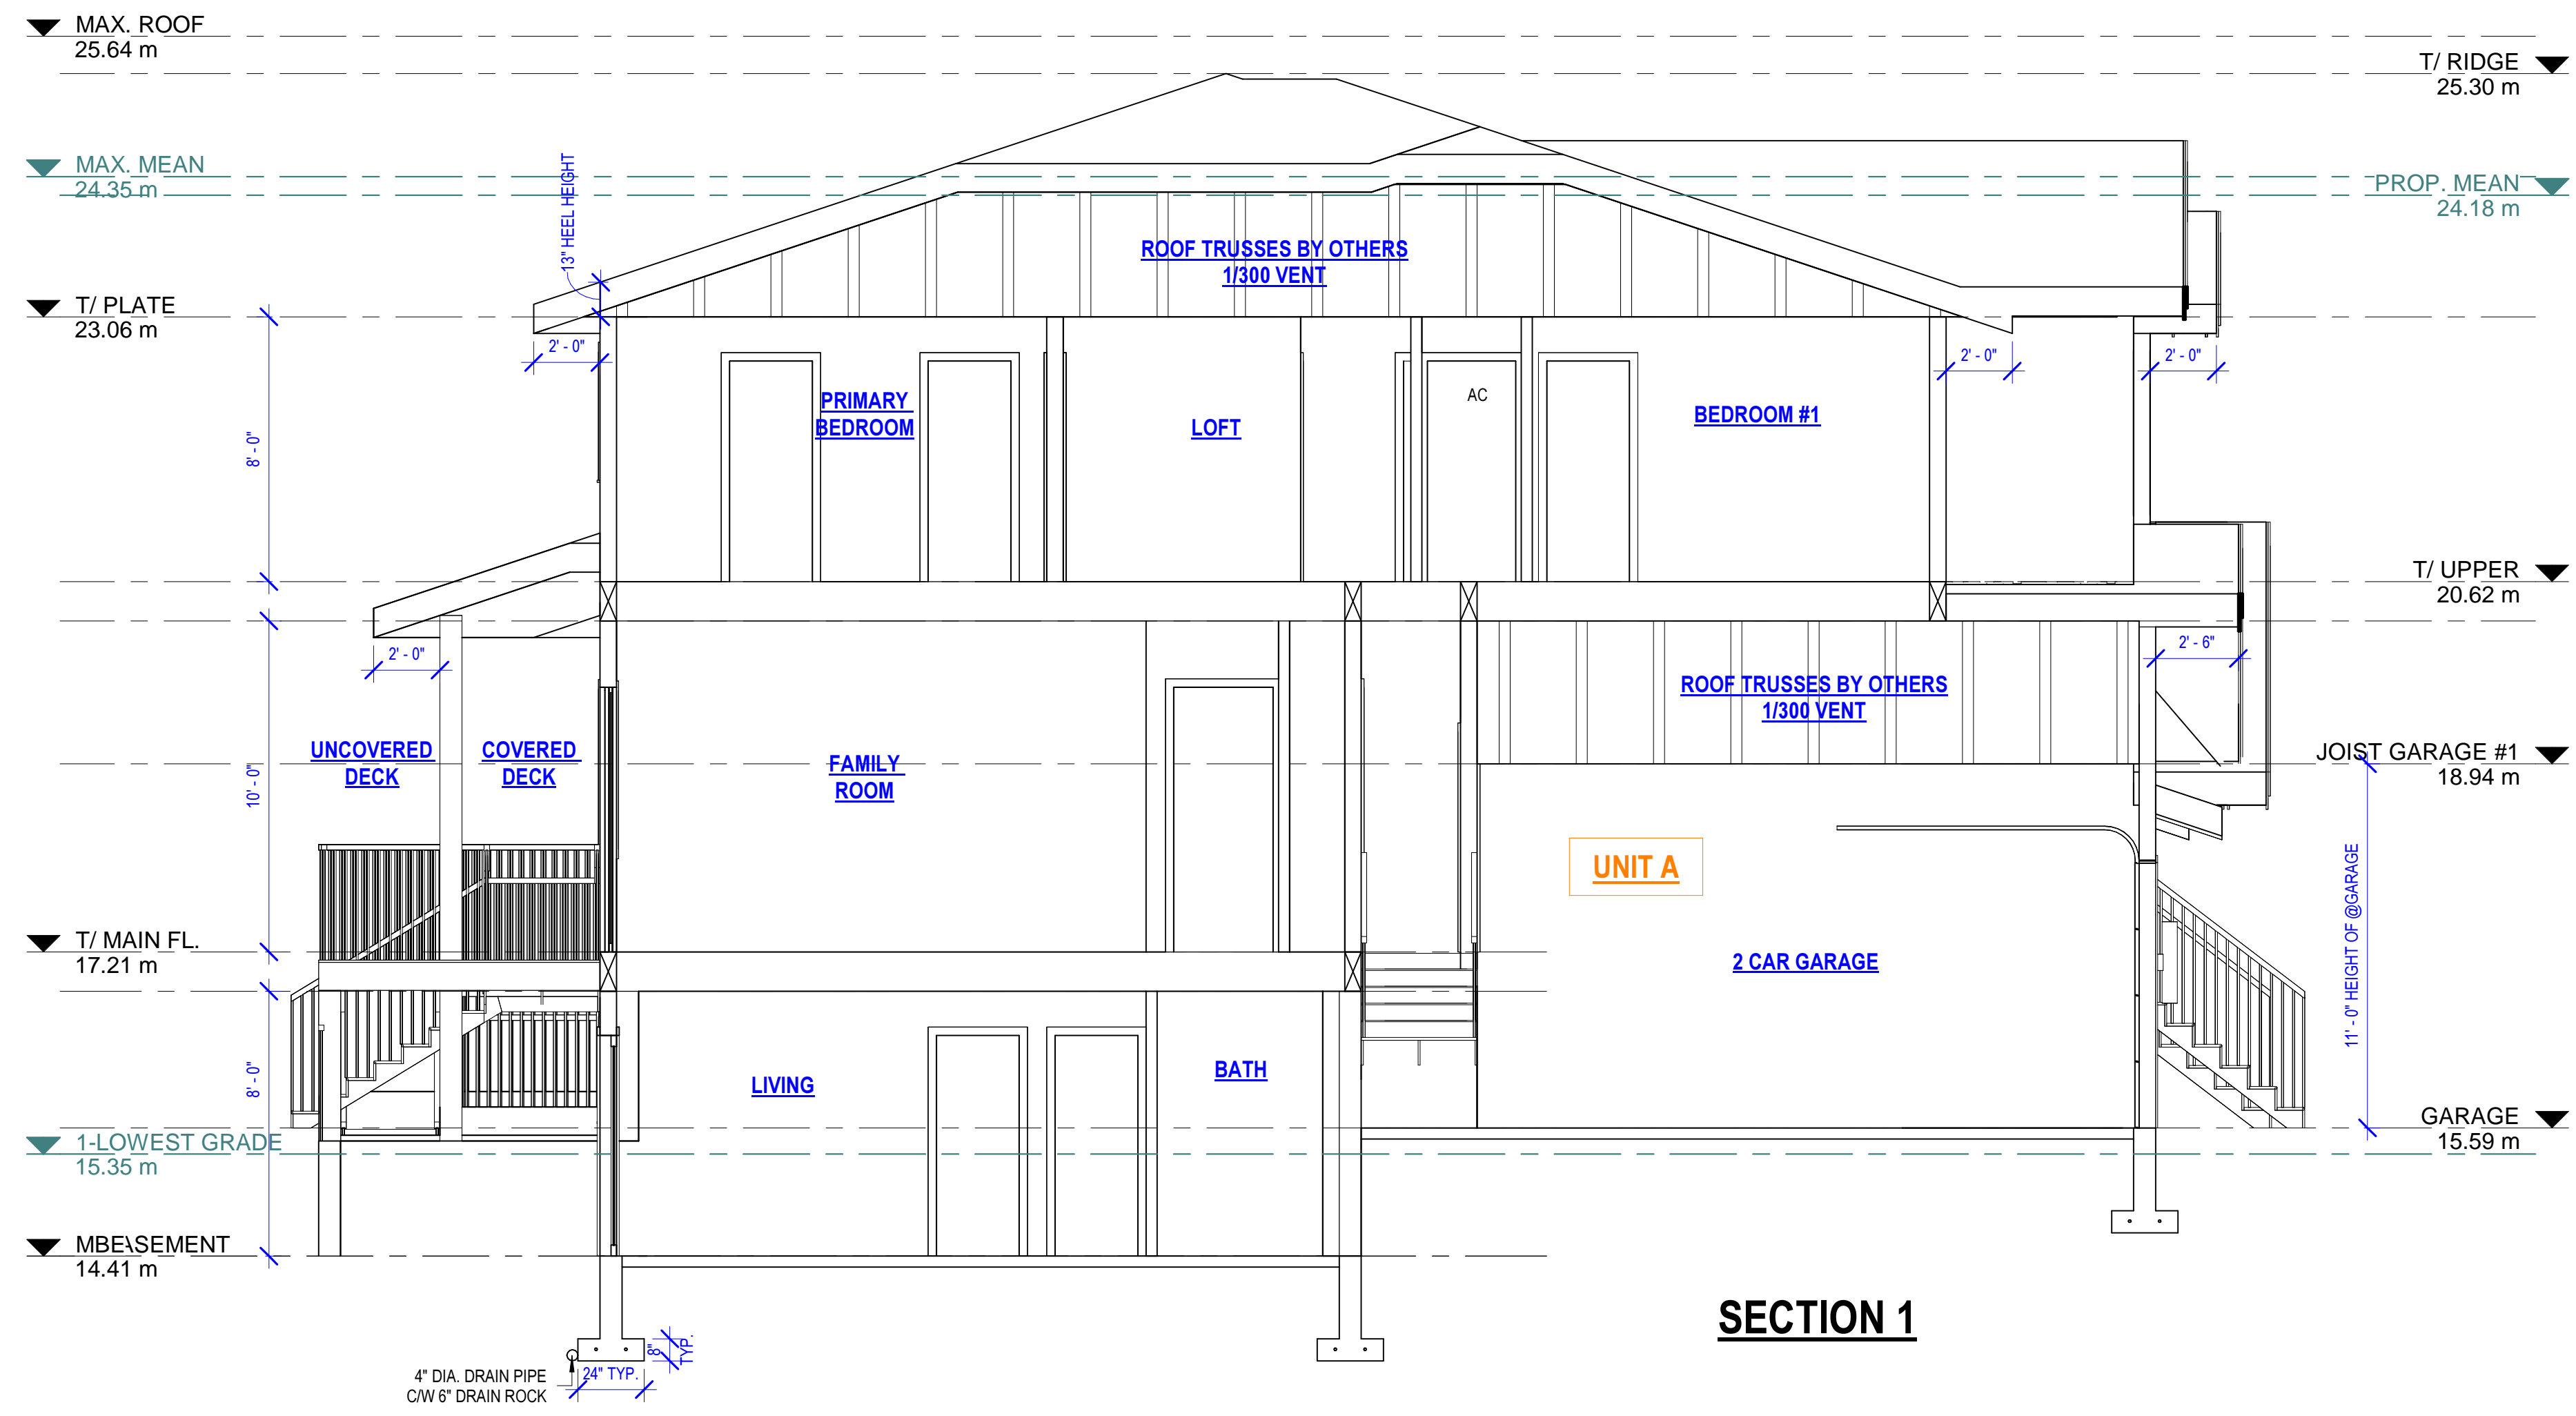 MAX. ROOF
25.64 m
T/ RIDGE
25.30 m
MAX. MEAN
24.35 m
PROP. MEAN
24.18 m
13" HEEL HEIGHT
ROOF TRUSSES BY OTHERS
1/300 VENT
T/ PLATE
23.06 m
2' - 0"
2' - 0"
2' - 0"
8' - 0"
PRIMARY
BEDROOM
LOFT
AC
BEDROOM #1
T/ UPPER
20.62 m
2' - 0"
2' - 6"
ROOF TRUSSES BY OTHERS
1/300 VENT
UNCOVERED
DECK
COVERED
DECK
10' - 0"
FAMILY
ROOM
JOIST GARAGE #1
18.94 m
UNIT A
11' - 0" HEIGHT OF @GARAGE
T/ MAIN FL.
17.21 m
2 CAR GARAGE
8' - 0"
LIVING
BATH
GARAGE
15.59 m
1-LOWEST GRADE
15.35 m
14.41 m
SECTION 1
8"
TYP.
24" TYP.
4" DIA. DRAIN PIPE
C/W 6" DRAIN ROCK